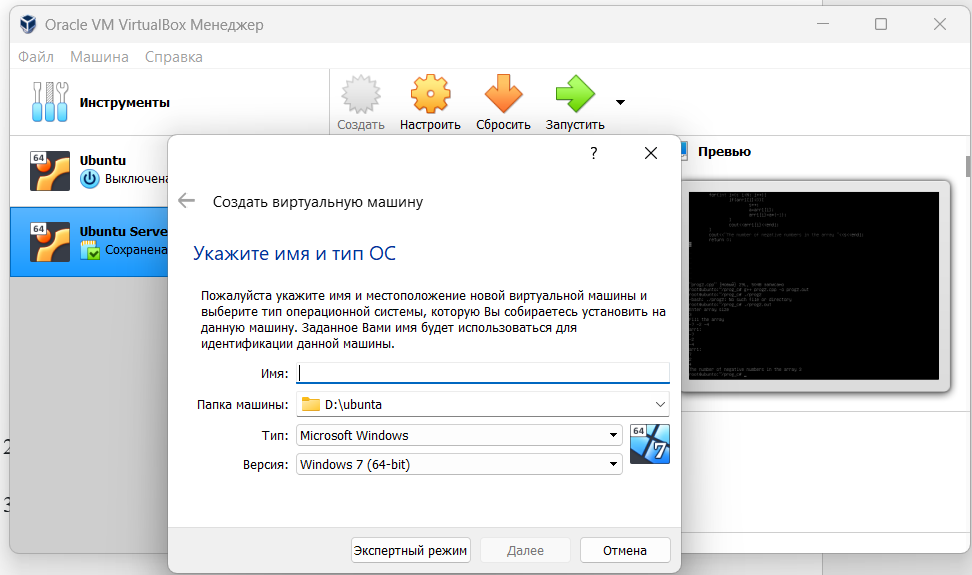 Oracle VM VirtualBox Менеджер
Файл Машина Справка
Инструменты
Создать Настроить Сбросить Запустить
64 Ubuntu
Выключена
64 Ubuntu Serve
Сохранена
Превью
?
Создать виртуальную машину
Укажите имя и тип ОС
Пожалуйста укажите имя и местоположение новой виртуальной машины и
выберите тип операционной системы, которую Вы собираетесь установить на
данную машину. Заданное Вами имя будет использоваться для
идентификации данной машины.
Имя:
Папка машины: D:\ubunta
Тип: Microsoft Windows
64 7
Версия: Windows 7 (64-bit)
Экспертный режим Далее Отмена